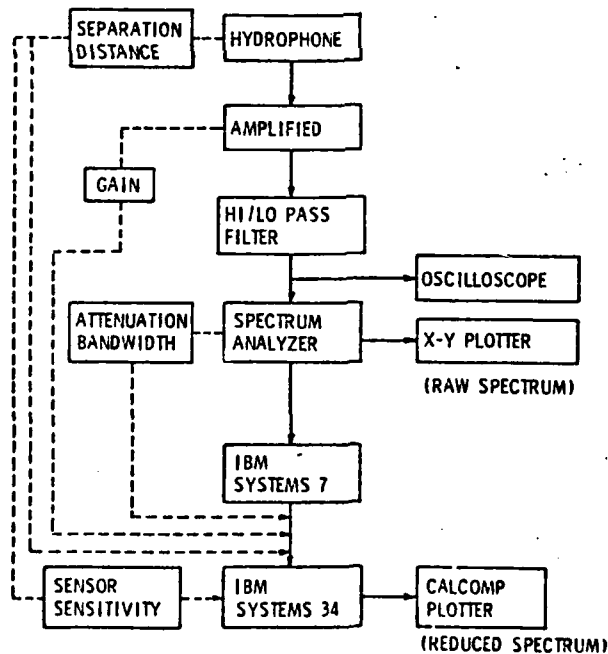 SEPARATION
DISTANCE
HYDROPHONE
AMPLIFIED
GAIN
HI/LO PASS
FILTER
OSCILLOSCOPE
ATTENUATION
BANDWIDTH
SPECTRUM
ANALYZER
X-Y PLOTTER
(RAW SPECTRUM)
IBM
SYSTEMS 7
SENSOR
SENSITIVITY
IBM
SYSTEMS 34
CALCOMP
PLOTTER
(REDUCED SPECTRUM)